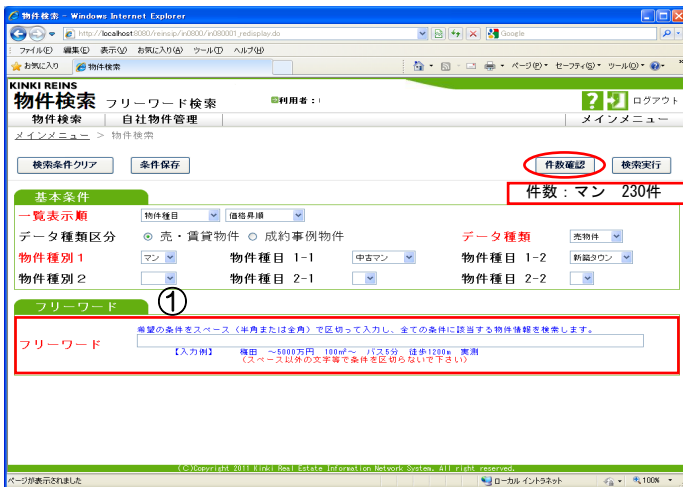 物件検索 - Windows Internet Explorer
http://localhost:8080/reinsip/in0800/in080001_redisplay.do
Google
ファイル(F) 編集(E) 表示(V) お気に入り(A) ツール(T) ヘルプ(H)
お気に入り 物件検索
ページ(P) セーフティ(S) ツール(O)
KINKI REINS
物件検索 フリーワード検索 利用者：
? ログアウト
物件検索 自社物件管理 メインメニュー
メインメニュー > 物件検索
検索条件クリア 条件保存 件数確認 検索実行
件数：マン 230件
基本条件
一覧表示順 物件種目 価格昇順
データ種類区分 売・賃貸物件 成約事例物件 データ種類 売物件
物件種別１ マン 物件種目 1-1 中古マン 物件種目 1-2 新築タウン
物件種別２ 物件種目 2-1 物件種目 2-2
フリーワード ①
希望の条件をスペース（半角または全角）で区切って入力し、全ての条件に該当する物件情報を検索します。
フリーワード
【入力例】 梅田 ～5000万円 100㎡～ バス5分 徒歩1200m 実測
（スペース以外の文字等で条件を区切らないで下さい）
(C)Copyright 2011 Kinki Real Estate Information Network System. All right reserved.
ページが表示されました ローカル イントラネット 100%